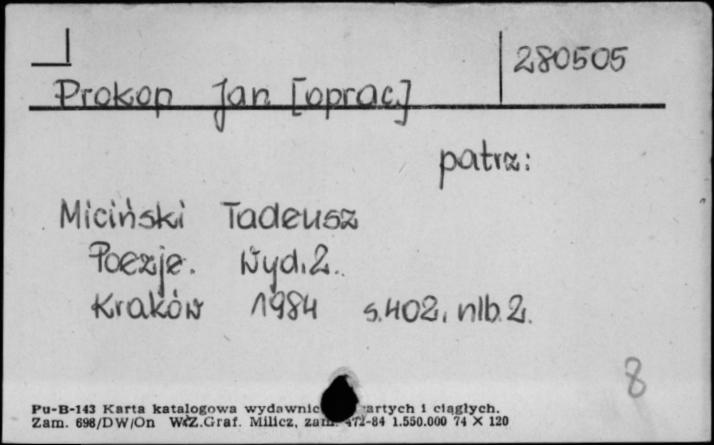 280505
Prokop Jan [oprac.]
patrz:
Miciński Tadeusz
Poezje. Wyd. 2.
Kraków 1984 s. 402, nlb. 2.
8
Pu-B-143 Karta katalogowa wydawnic artych i ciągłych.
Zam. 698/DW/On WZ.Graf. Milicz, zam. 472-84 1.550.000 74 X 120